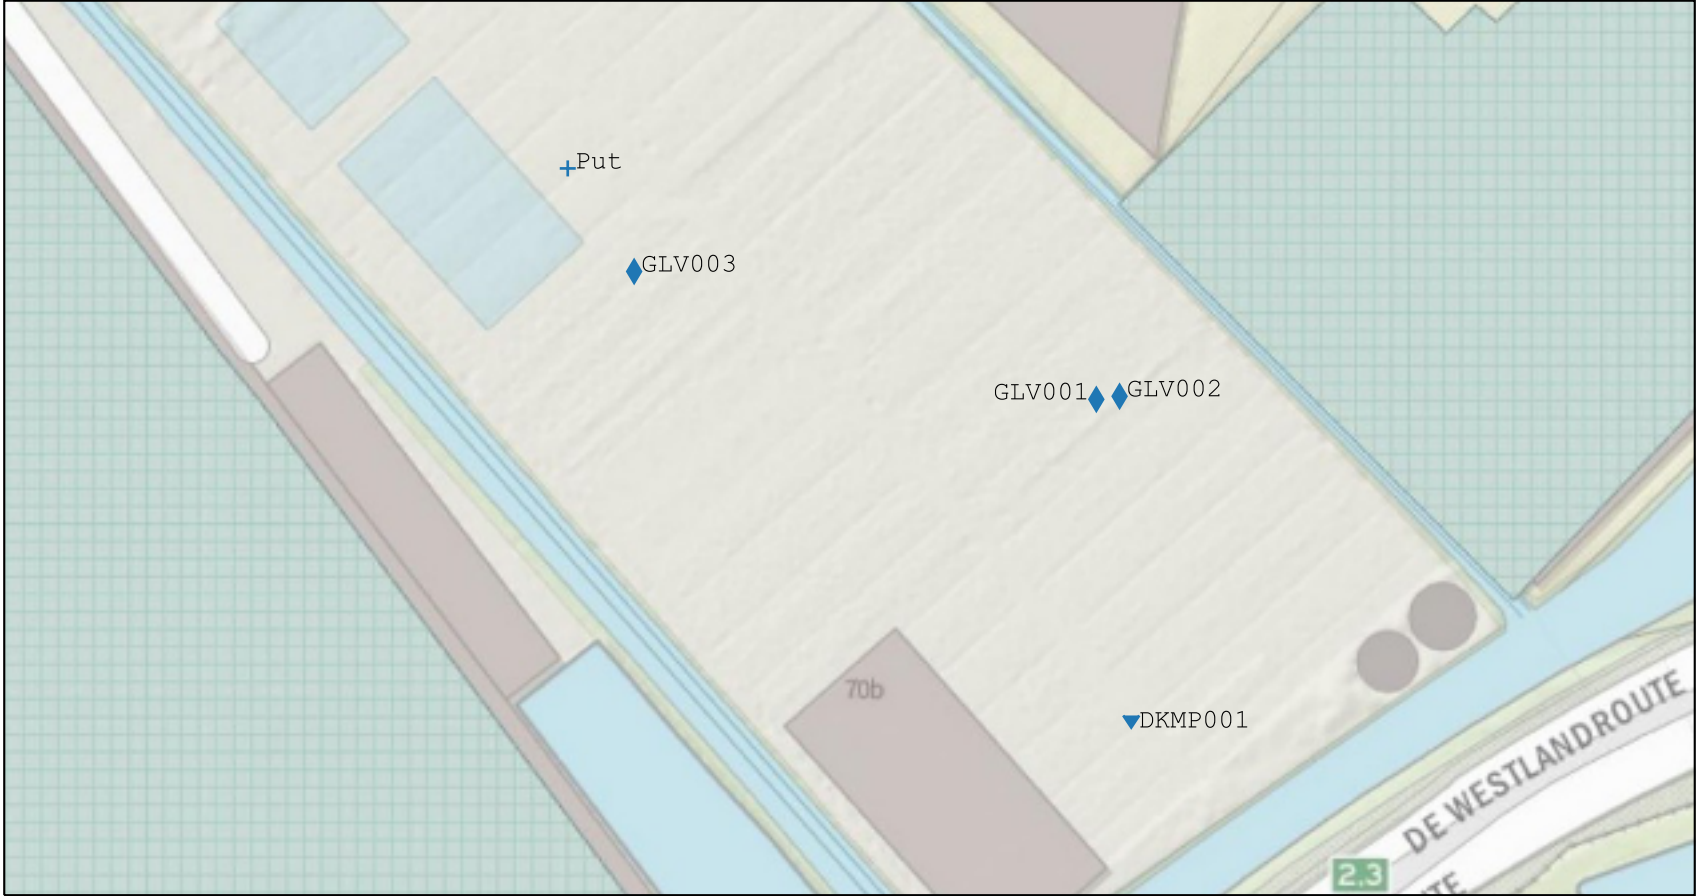 Put
GLV003
GLV001
GLV002
70b
DKMP001
DE WESTLANDROUTE
2,3